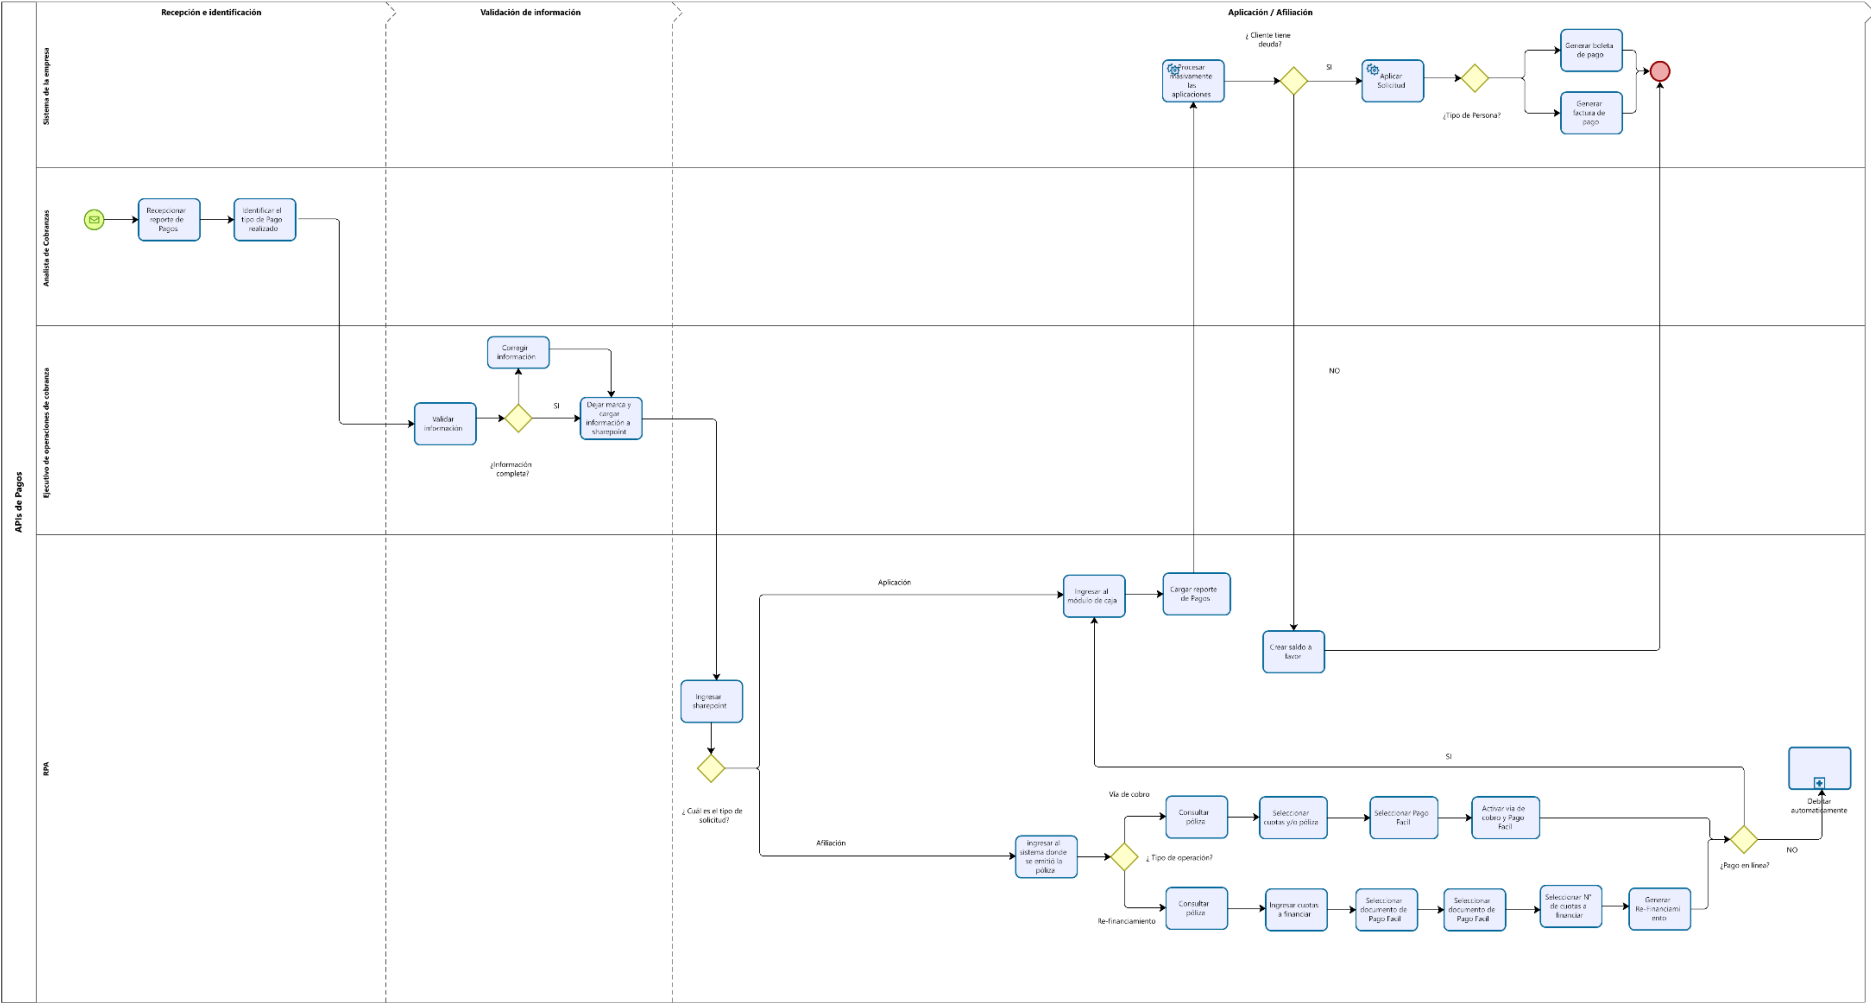 Recepción e identificación
Validación de información
Aplicación / Afiliación
APIs de Pagos
Sistema de la empresa
Procesar
masivamente
las
aplicaciones
¿ Cliente tiene
deuda?
SI
Aplicar
Solicitud
¿Tipo de Persona?
Generar boleta
de pago
Generar
factura de
pago
Analista de Cobranzas
Recepcionar
reporte de
Pagos
Identificar el
tipo de Pago
realizado
Ejecutivo de operaciones de cobranza
Corregir
información
Validar
información
SI
¿Información
completa?
Dejar marca y
cargar
información a
sharepoint
NO
RPA
Ingresar
sharepoint
¿ Cuál es el tipo de
solicitud?
Aplicación
Ingresar al
módulo de caja
Cargar reporte
de Pagos
Crear saldo a
favor
SI
Afiliación
ingresar al
sistema donde
se emitió la
póliza
¿ Tipo de operación?
Vía de cobro
Consultar
póliza
Seleccionar
cuotas y/o póliza
Seleccionar Pago
Facil
Activar vía de
cobro y Pago
Facil
Re-financiamiento
Consultar
póliza
Ingresar cuotas
a financiar
Seleccionar
documento de
Pago Facil
Seleccionar
documento de
Pago Facil
Seleccionar N°
de cuotas a
financiar
Generar
Re-Financiami
ento
¿Pago en línea?
NO
Debitar
automaticamente